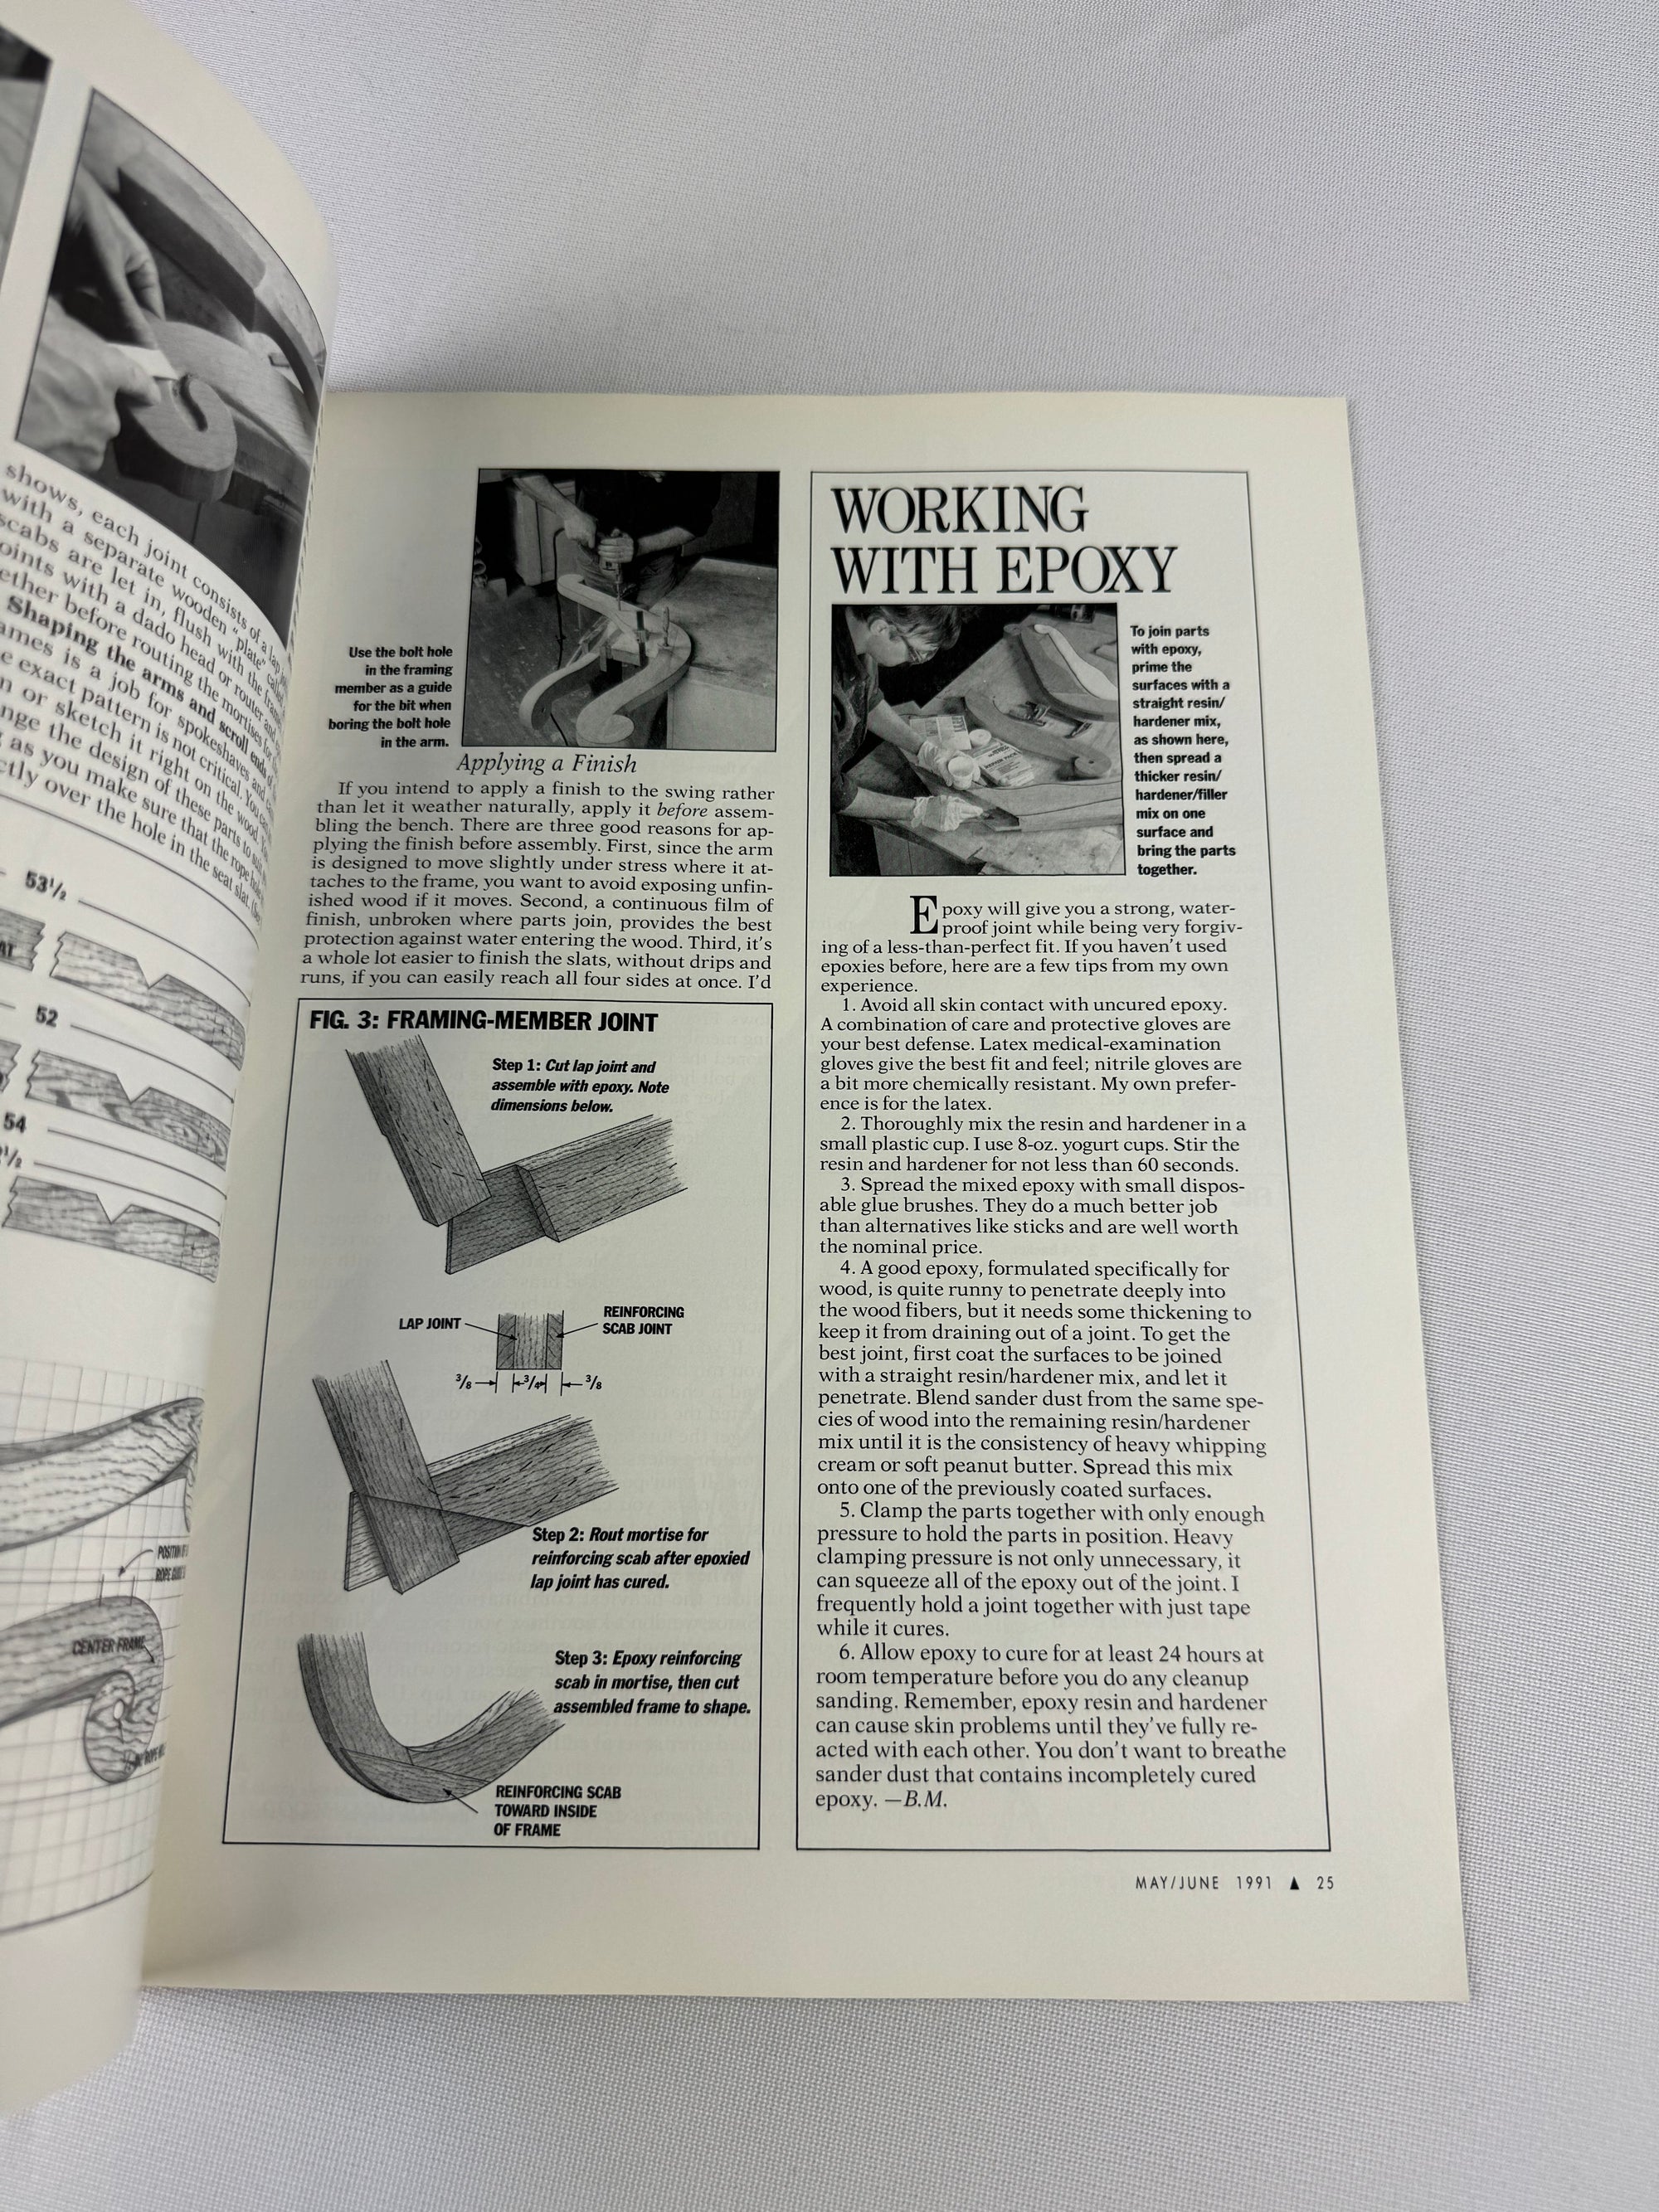 shows, each joint consists of a lap
with a separate wooden "plate"
scabs are let in, flush with the
with a dado head or router and
before routing the mortises
Shaping the arms and scroll ends
is a job for spokeshaves and
exact pattern is not critical. You
or sketch it right on the wood.
the design of these parts to
as you make sure that the rope
over the hole in the seat slat.
53½
52
54
½
CENTER FRAME
Use the bolt hole
in the framing
member as a guide
for the bit when
boring the bolt hole
in the arm.
Applying a Finish
If you intend to apply a finish to the swing rather
than let it weather naturally, apply it before assem-
bling the bench. There are three good reasons for ap-
plying the finish before assembly. First, since the arm
is designed to move slightly under stress where it at-
taches to the frame, you want to avoid exposing unfin-
ished wood if it moves. Second, a continuous film of
finish, unbroken where parts join, provides the best
protection against water entering the wood. Third, it's
a whole lot easier to finish the slats, without drips and
runs, if you can easily reach all four sides at once. I'd
FIG. 3: FRAMING-MEMBER JOINT
Step 1: Cut lap joint and
assemble with epoxy. Note
dimensions below.
LAP JOINT
REINFORCING
SCAB JOINT
3/8 3/4 3/8
Step 2: Rout mortise for
reinforcing scab after epoxied
lap joint has cured.
Step 3: Epoxy reinforcing
scab in mortise, then cut
assembled frame to shape.
REINFORCING SCAB
TOWARD INSIDE
OF FRAME
WORKING
WITH EPOXY
To join parts
with epoxy,
prime the
surfaces with a
straight resin/
hardener mix,
as shown here,
then spread a
thicker resin/
hardener/filler
mix on one
surface and
bring the parts
together.
Epoxy will give you a strong, water-
proof joint while being very forgiv-
ing of a less-than-perfect fit. If you haven't used
epoxies before, here are a few tips from my own
experience.
1. Avoid all skin contact with uncured epoxy.
A combination of care and protective gloves are
your best defense. Latex medical-examination
gloves give the best fit and feel; nitrile gloves are
a bit more chemically resistant. My own prefer-
ence is for the latex.
2. Thoroughly mix the resin and hardener in a
small plastic cup. I use 8-oz. yogurt cups. Stir the
resin and hardener for not less than 60 seconds.
3. Spread the mixed epoxy with small dispos-
able glue brushes. They do a much better job
than alternatives like sticks and are well worth
the nominal price.
4. A good epoxy, formulated specifically for
wood, is quite runny to penetrate deeply into
the wood fibers, but it needs some thickening to
keep it from draining out of a joint. To get the
best joint, first coat the surfaces to be joined
with a straight resin/hardener mix, and let it
penetrate. Blend sander dust from the same spe-
cies of wood into the remaining resin/hardener
mix until it is the consistency of heavy whipping
cream or soft peanut butter. Spread this mix
onto one of the previously coated surfaces.
5. Clamp the parts together with only enough
pressure to hold the parts in position. Heavy
clamping pressure is not only unnecessary, it
can squeeze all of the epoxy out of the joint. I
frequently hold a joint together with just tape
while it cures.
6. Allow epoxy to cure for at least 24 hours at
room temperature before you do any cleanup
sanding. Remember, epoxy resin and hardener
can cause skin problems until they've fully re-
acted with each other. You don't want to breathe
sander dust that contains incompletely cured
epoxy. —B.M.
MAY/JUNE 1991 ▲ 25